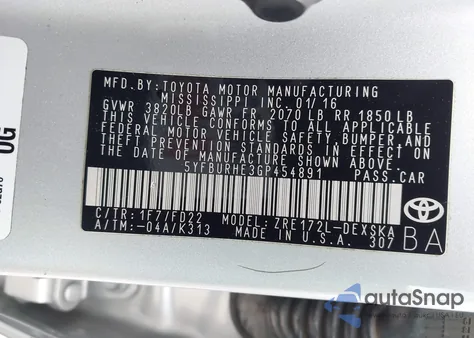 MFD.BY:TOYOTA MOTOR MANUFACTURING
MISSISSIPPI INC. 01/16
GVWR 3820LB GAWR FR 2070 LB RR 1850LB
THIS VEHICLE CONFORMS TO ALL APPLICABLE
FEDERAL MOTOR VEHICLE SAFETY, BUMPER, AND
THEFT PREVENTION STANDARDS IN EFFECT ON
THE DATE OF MANUFACTURE SHOWN ABOVE.
5YFBURHE3GP454891 PASS.CAR
C/TR:1F7/FD22 MODEL:ZRE172L-DEXSKA
A/TM:-04A/K313 MADE IN U.S.A. 307
TOYOTA
BA
OG
autoSnap